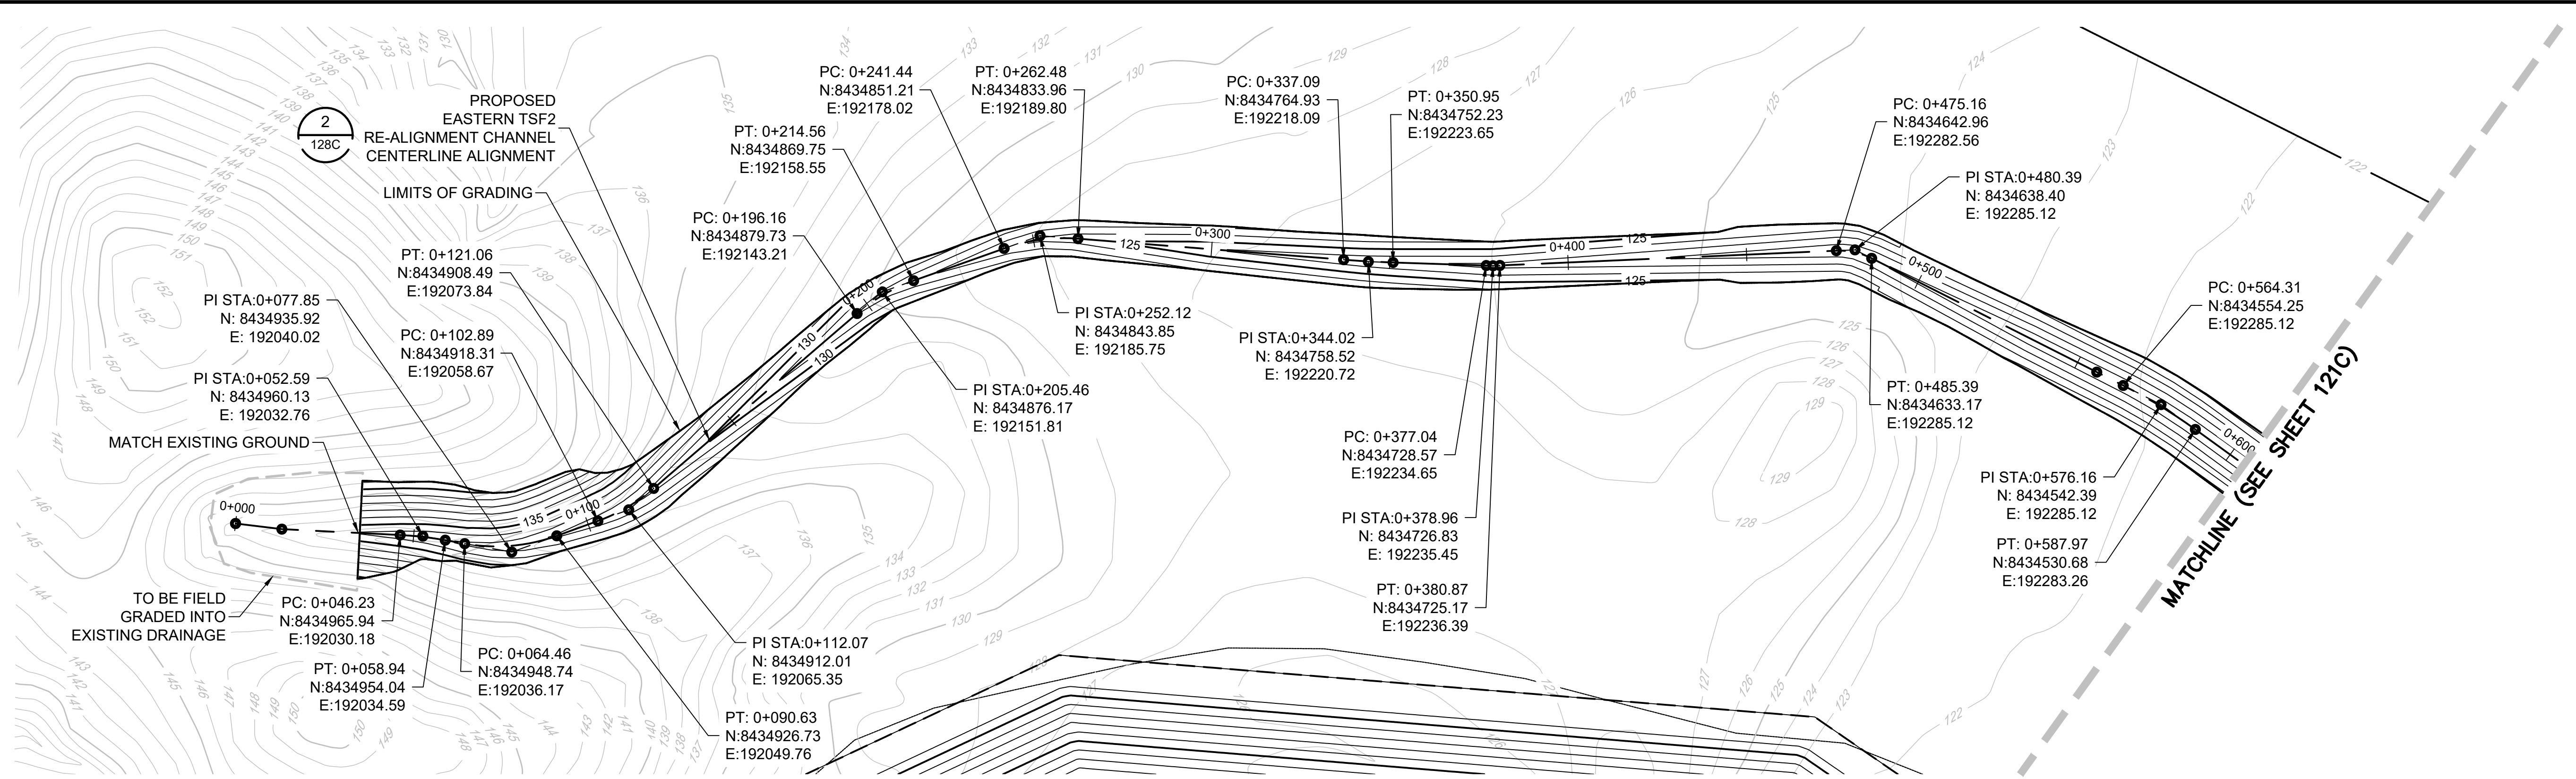 2
128C
PROPOSED
EASTERN TSF2
RE-ALIGNMENT CHANNEL
CENTERLINE ALIGNMENT
LIMITS OF GRADING
PC: 0+241.44
N:8434851.21
E:192178.02
PT: 0+262.48
N:8434833.96
E:192189.80
PC: 0+337.09
N:8434764.93
E:192218.09
PT: 0+350.95
N:8434752.23
E:192223.65
PC: 0+475.16
N:8434642.96
E:192282.56
PI STA:0+480.39
N: 8434638.40
E: 192285.12
PT: 0+214.56
N:8434869.75
E:192158.55
PC: 0+196.16
N:8434879.73
E:192143.21
PT: 0+121.06
N:8434908.49
E:192073.84
PI STA:0+077.85
N: 8434935.92
E: 192040.02
PC: 0+102.89
N:8434918.31
E:192058.67
PI STA:0+052.59
N: 8434960.13
E: 192032.76
MATCH EXISTING GROUND
PI STA:0+252.12
N: 8434843.85
E: 192185.75
PI STA:0+344.02
N: 8434758.52
E: 192220.72
PI STA:0+205.46
N: 8434876.17
E: 192151.81
PC: 0+564.31
N:8434554.25
E:192285.12
PT: 0+485.39
N:8434633.17
E:192285.12
PC: 0+377.04
N:8434728.57
E:192234.65
PI STA:0+378.96
N: 8434726.83
E: 192235.45
PT: 0+380.87
N:8434725.17
E:192236.39
PI STA:0+576.16
N: 8434542.39
E: 192285.12
PT: 0+587.97
N:8434530.68
E:192283.26
TO BE FIELD
GRADED INTO
EXISTING DRAINAGE
PC: 0+046.23
N:8434965.94
E:192030.18
PT: 0+058.94
N:8434954.04
E:192034.59
PC: 0+064.46
N:8434948.74
E:192036.17
PI STA:0+112.07
N: 8434912.01
E: 192065.35
PT: 0+090.63
N:8434926.73
E:192049.76
MATCHLINE (SEE SHEET 121C)
0+000
0+100
0+200
0+300
0+400
0+500
0+600
135
130
130
125
125
125